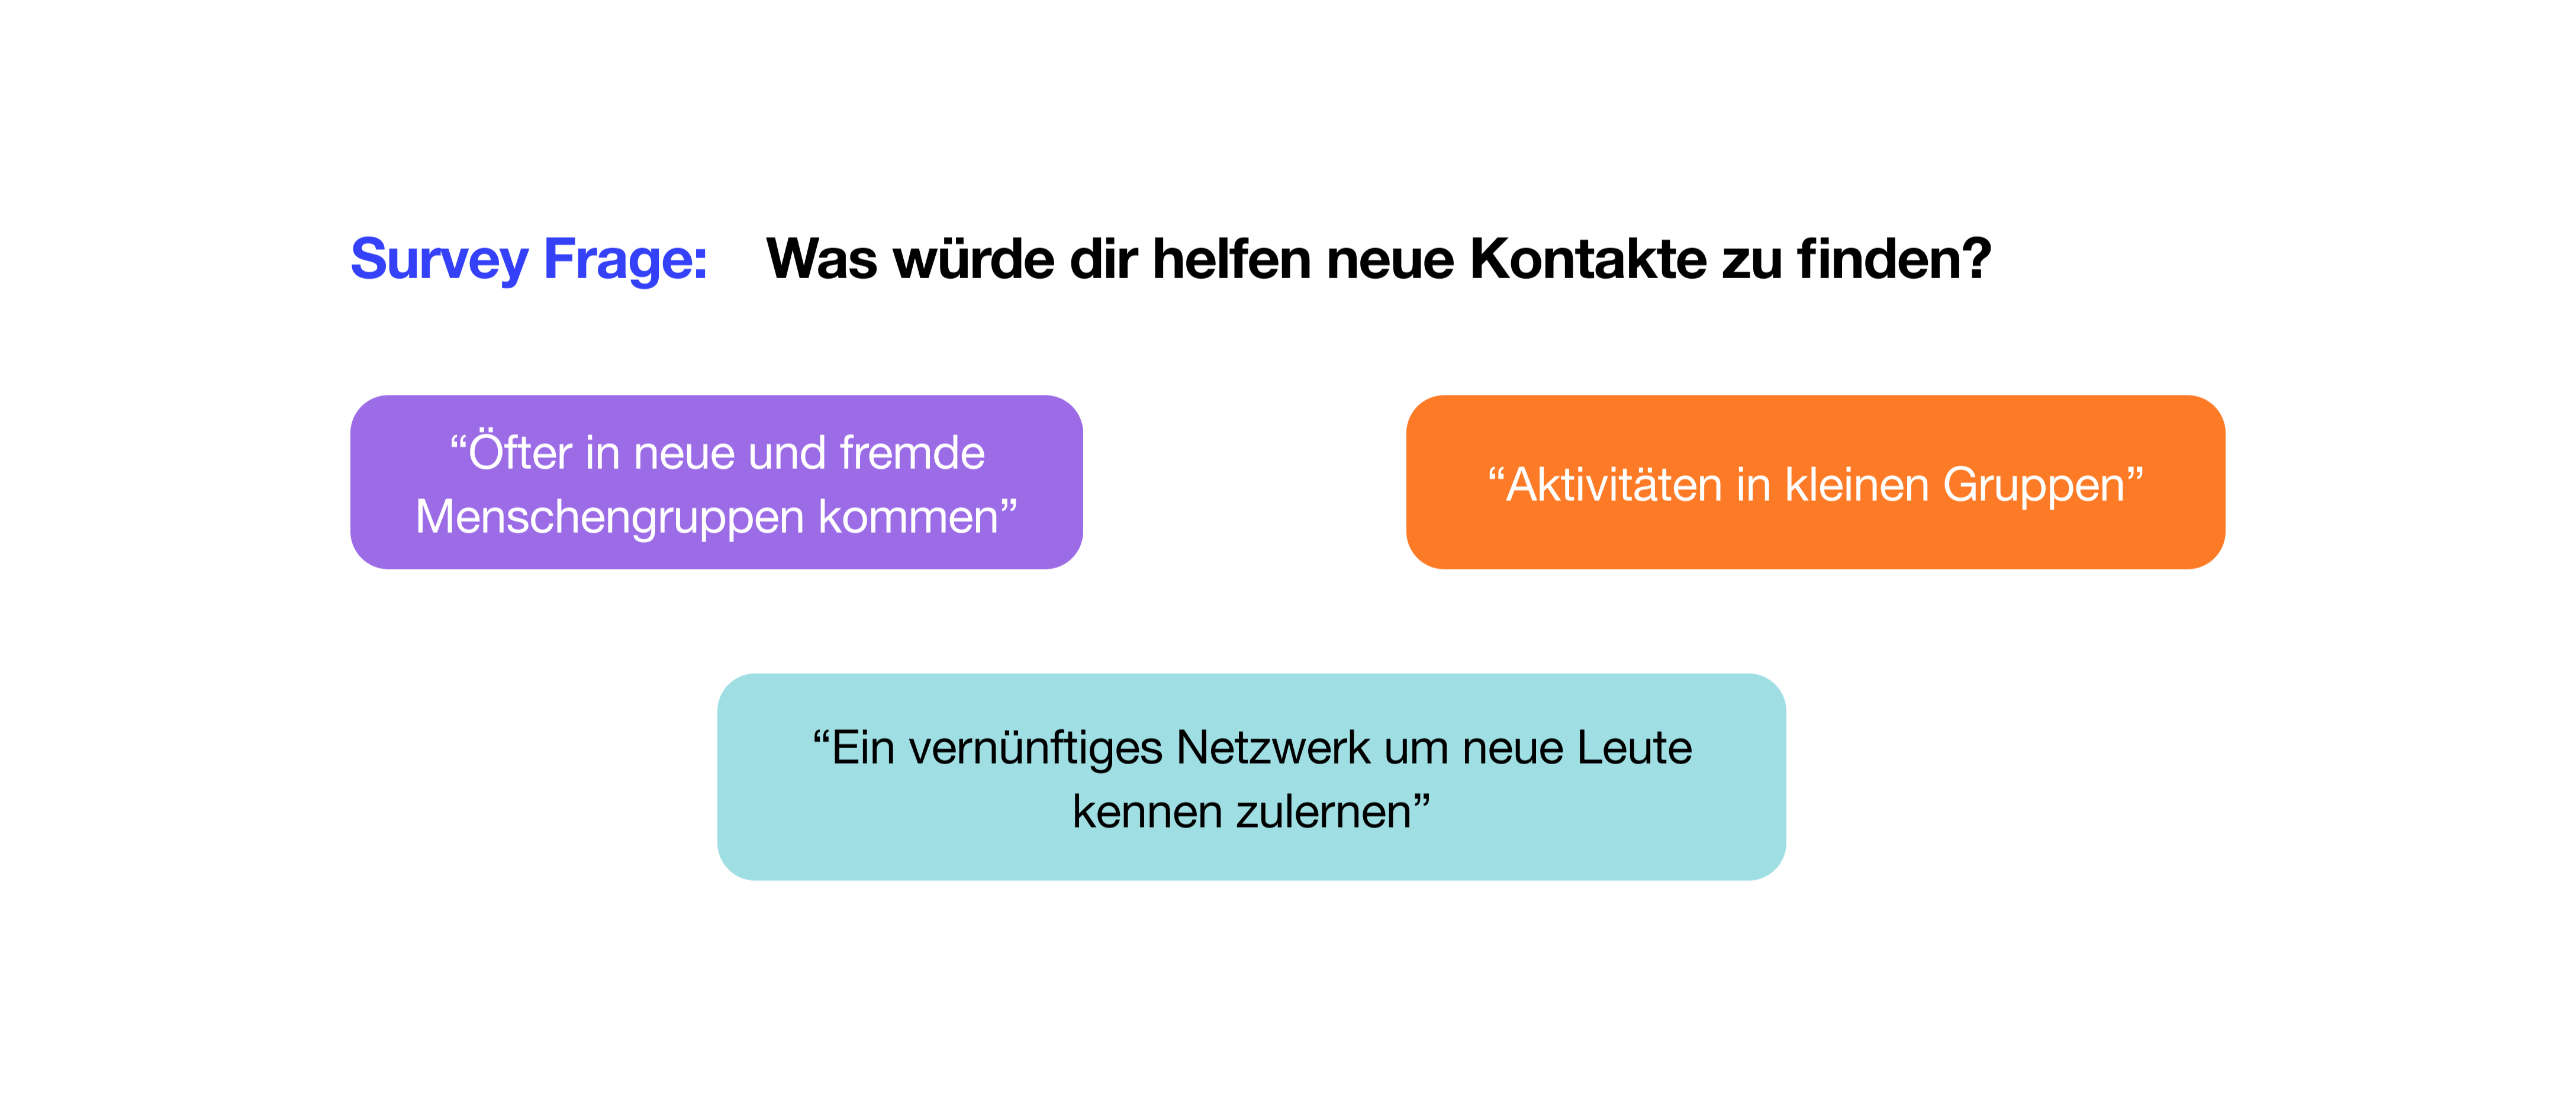 Survey Frage: Was würde dir helfen neue Kontakte zu finden?
“Öfter in neue und fremde
Menschengruppen kommen”
“Aktivitäten in kleinen Gruppen”
“Ein vernünftiges Netzwerk um neue Leute
kennen zulernen”